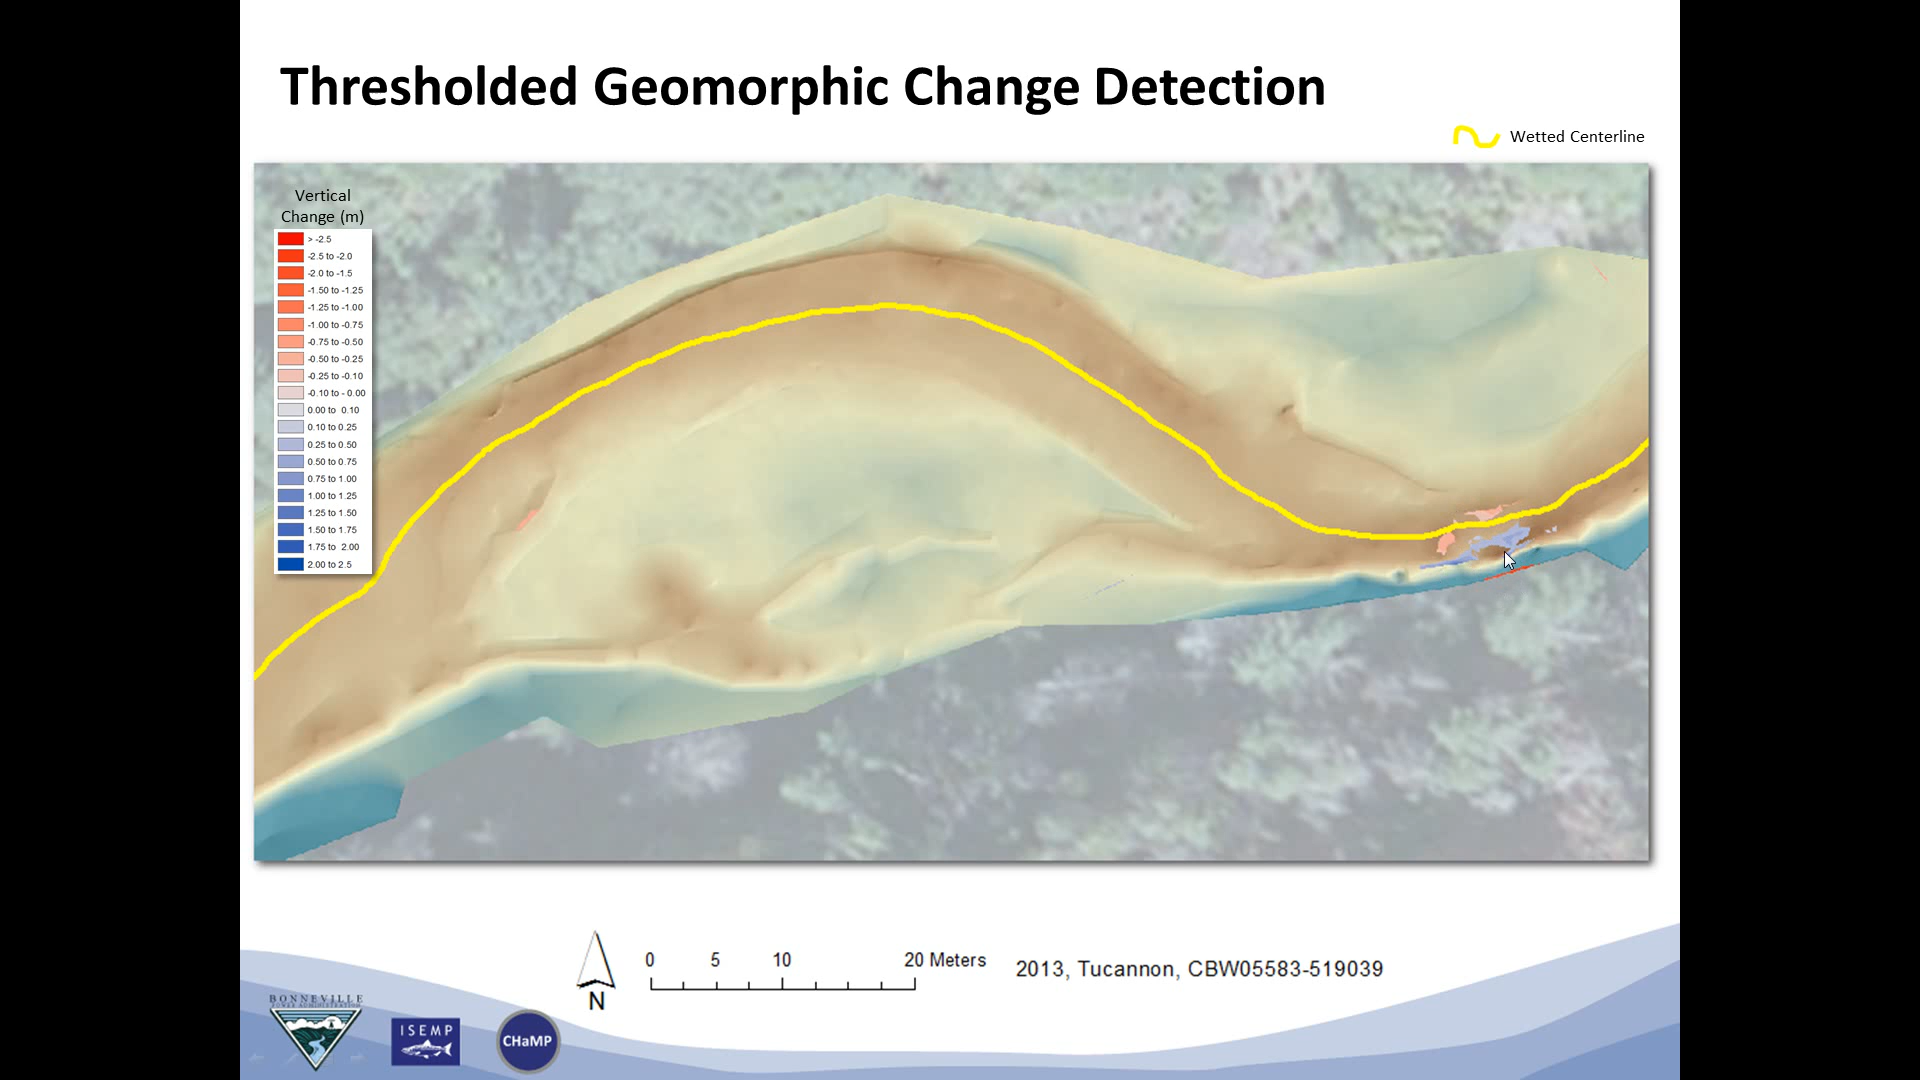 Thresholded Geomorphic Change Detection
Wetted Centerline
Vertical
Change (m)
> -2.5
-2.5 to -2.0
-2.0 to -1.5
-1.50 to -1.25
-1.25 to -1.00
-1.00 to -0.75
-0.75 to -0.50
-0.50 to -0.25
-0.25 to -0.10
-0.10 to - 0.00
0.00 to 0.10
0.10 to 0.25
0.25 to 0.50
0.50 to 0.75
0.75 to 1.00
1.00 to 1.25
1.25 to 1.50
1.50 to 1.75
1.75 to 2.00
2.00 to 2.5
0 5 10 20 Meters
2013, Tucannon, CBW05583-519039
N
BONNEVILLE
POWER ADMINISTRATION
ISEMP
CHaMP